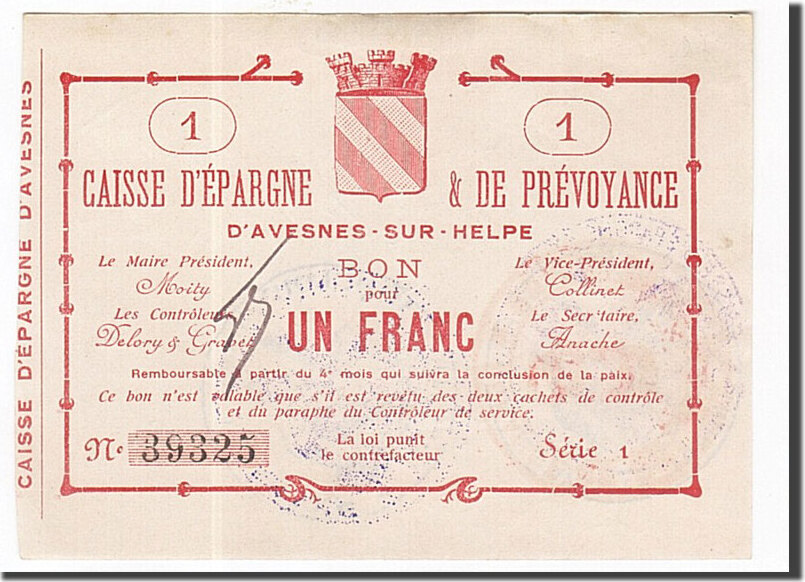 CAISSE D'ÉPARGNE D'AVESNES
1 1
CAISSE D'ÉPARGNE & DE PRÉVOYANCE
D'AVESNES-SUR-HELPE
BON
pour
UN FRANC
Le Maire Président,
Moity
Les Contrôleurs
Delory & Gravet
Le Vice-Président,
Collinet
Le Secr'taire,
Anache
Remboursable à partir du 4e mois qui suivra la conclusion de la paix.
Ce bon n'est valable que s'il est revêtu des deux cachets de contrôle
et du paraphe du Contrôleur de service.
No 39325
La loi punit
le contrefacteur
Série 1